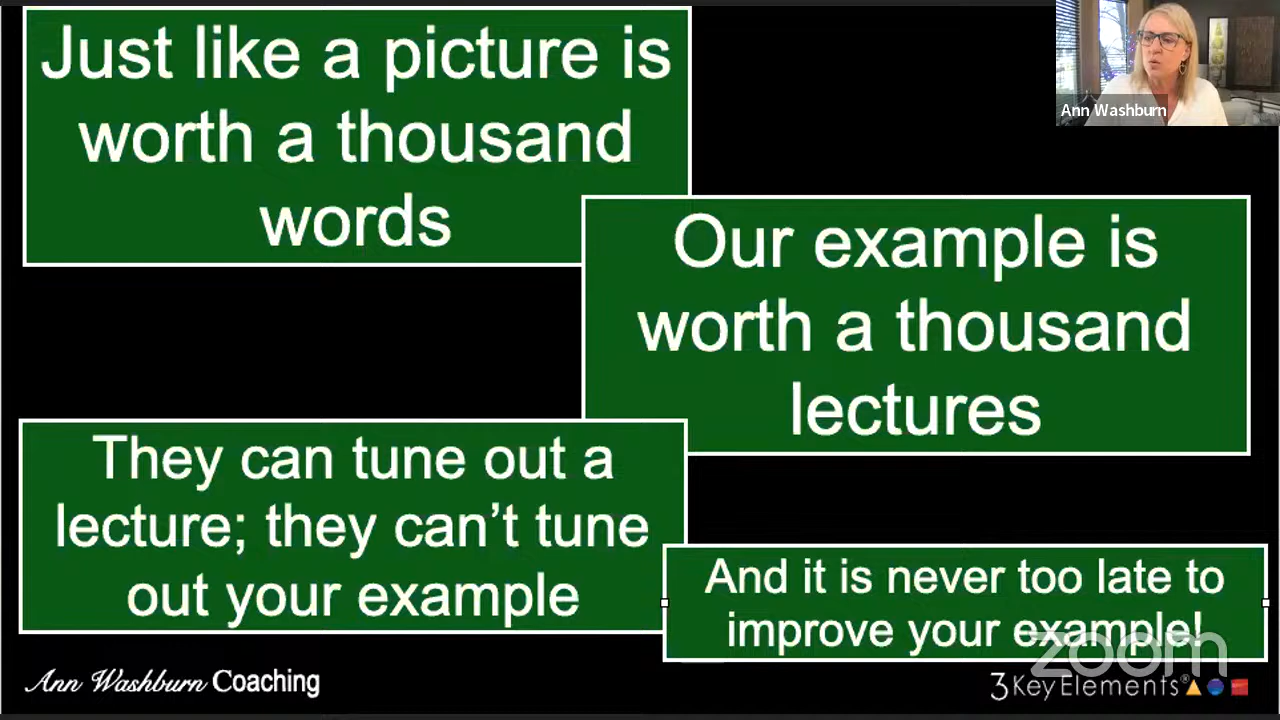 Just like a picture is
worth a thousand
words
Ann Washburn
Our example is
worth a thousand
lectures
They can tune out a
lecture; they can’t tune
out your example
And it is never too late to
improve your example!
zoom
Ann Washburn Coaching
3 Key Elements®